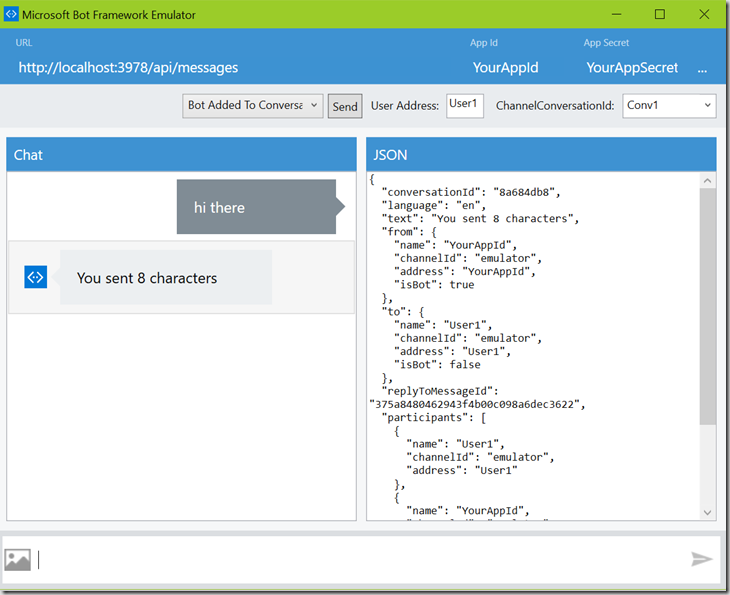 Microsoft Bot Framework Emulator
URL
App Id
App Secret
http://localhost:3978/api/messages
YourAppId
YourAppSecret
...
Bot Added To Conversa
Send
User Address:
User1
ChannelConversationId:
Conv1
Chat
hi there
You sent 8 characters
JSON
{
"conversationId": "8a684db8",
"language": "en",
"text": "You sent 8 characters",
"from": {
"name": "YourAppId",
"channelId": "emulator",
"address": "YourAppId",
"isBot": true
},
"to": {
"name": "User1",
"channelId": "emulator",
"address": "User1",
"isBot": false
},
"replyToMessageId":
"375a8480462943f4b00c098a6dec3622",
"participants": [
{
"name": "User1",
"channelId": "emulator",
"address": "User1"
},
{
"name": "YourAppId",